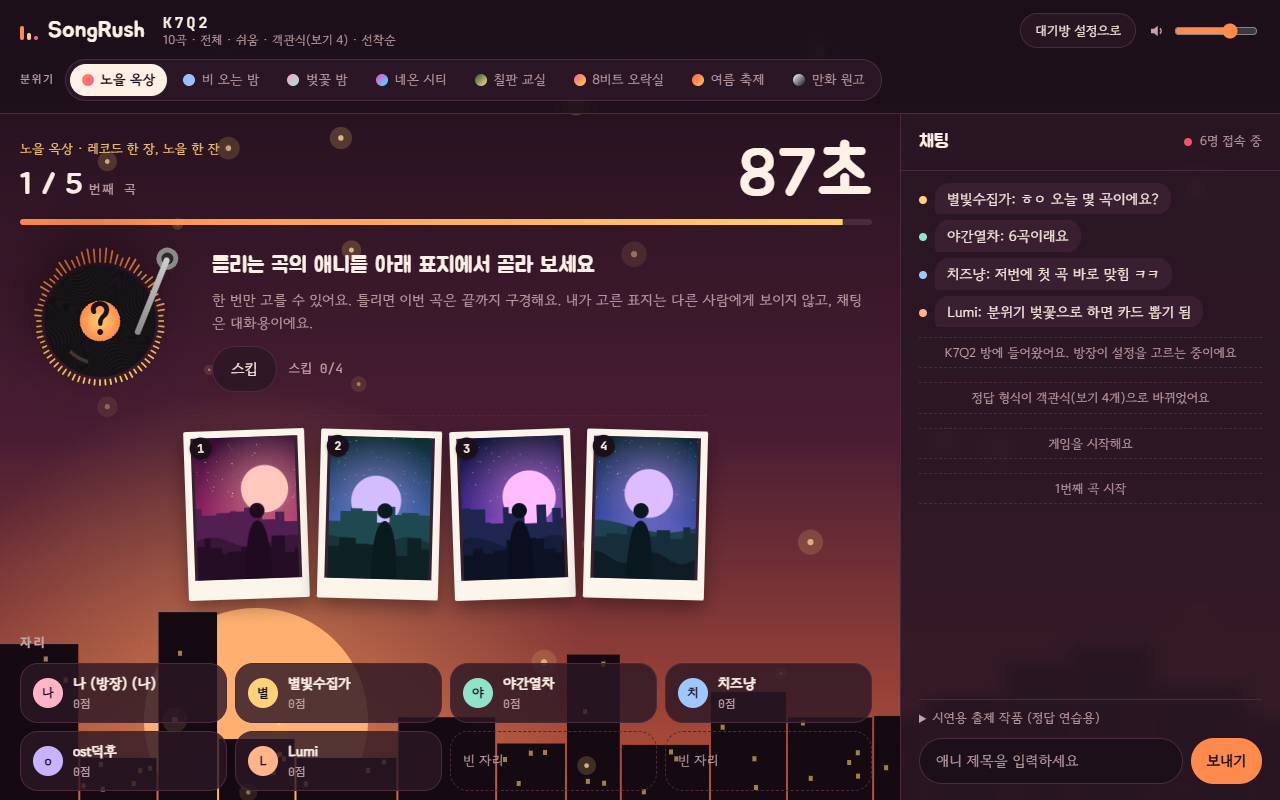 SongRush
K7Q2
10곡 · 전체 · 쉬움 · 객관식(보기 4) · 선착순
대기방 설정으로
분위기
노을 옥상
비 오는 밤
벚꽃 밤
네온 시티
칠판 교실
8비트 오락실
여름 축제
만화 원고
노을 옥상 · 레코드 한 장, 노을 한 잔
1 / 5 번째 곡
87초
?
들리는 곡의 애니를 아래 표지에서 골라 보세요
한 번만 고를 수 있어요. 틀리면 이번 곡은 끝까지 구경해요. 내가 고른 표지는 다른 사람에게 보이지 않고, 채팅
은 대화용이에요.
스킵
스킵 0/4
1
2
3
4
자리
나
나 (방장) (나)
0점
별
별빛수집가
0점
야
야간열차
0점
치
치즈냥
0점
o
ost덕후
0점
L
Lumi
0점
빈 자리
빈 자리
채팅
6명 접속 중
별빛수집가: ㅎㅇ 오늘 몇 곡이에요?
야간열차: 6곡이래요
치즈냥: 저번에 첫 곡 바로 맞힘 ㅋㅋ
Lumi: 분위기 벚꽃으로 하면 카드 뽑기 됨
K7Q2 방에 들어왔어요. 방장이 설정을 고르는 중이에요
정답 형식이 객관식(보기 4개)으로 바뀌었어요
게임을 시작해요
1번째 곡 시작
시연용 출제 작품 (정답 연습용)
애니 제목을 입력하세요
보내기